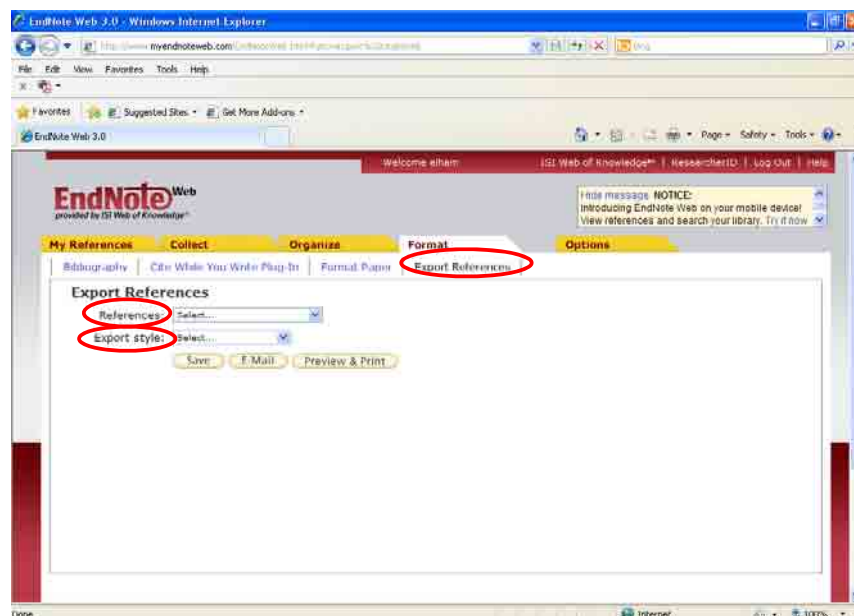 EndNote Web 3.0 - Windows Internet Explorer
myendnoteweb.com
File Edit View Favorites Tools Help
x
Favorites Suggested Sites Get More Add-ons
EndNote Web 3.0 Page Safety Tools
Welcome elham ISI Web of Knowledge℠ | ResearcherID | Log Out | Help
EndNote Web
provided by ISI Web of Knowledge℠
Hide message NOTICE:
Introducing EndNote Web on your mobile device!
View references and search your library. Try it now
My References Collect Organize Format Options
Bibliography | Cite While You Write Plug-In | Format Paper | Export References
Export References
References: Select...
Export style: Select...
Save E-Mail Preview & Print
Done Internet 100%